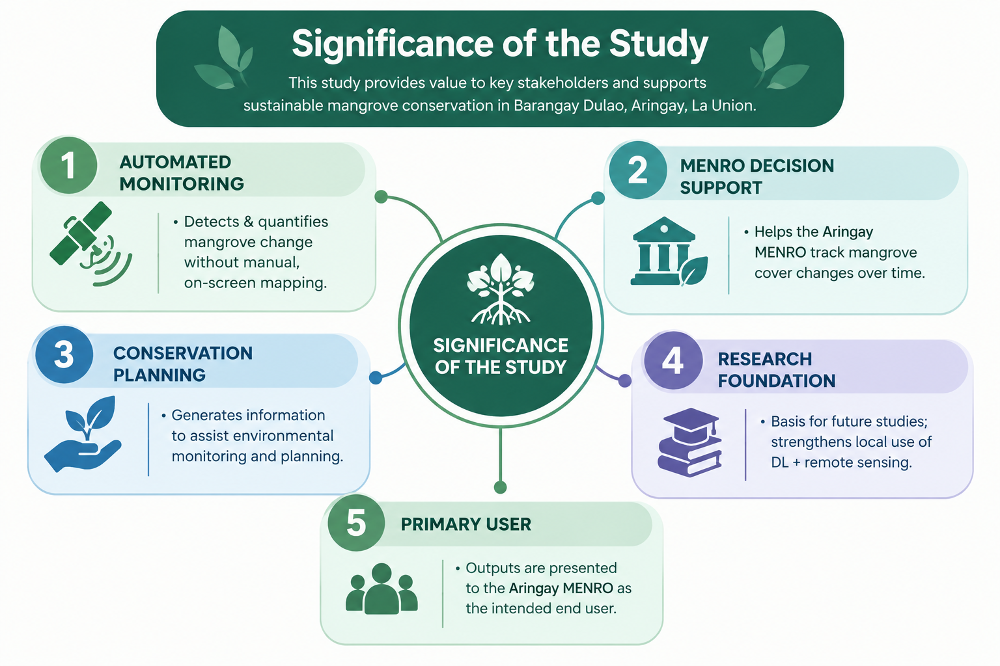 Significance of the Study
This study provides value to key stakeholders and supports
sustainable mangrove conservation in Barangay Dulao, Aringay, La Union.
1
AUTOMATED
MONITORING
• Detects & quantifies
mangrove change
without manual,
on-screen mapping.
2
MENRO DECISION
SUPPORT
• Helps the Aringay
MENRO track mangrove
cover changes over time.
SIGNIFICANCE
OF THE STUDY
3
CONSERVATION
PLANNING
• Generates information
to assist environmental
monitoring and planning.
4
RESEARCH
FOUNDATION
• Basis for future studies;
strengthens local use of
DL + remote sensing.
5
PRIMARY USER
• Outputs are presented
to the Aringay MENRO as
the intended end user.